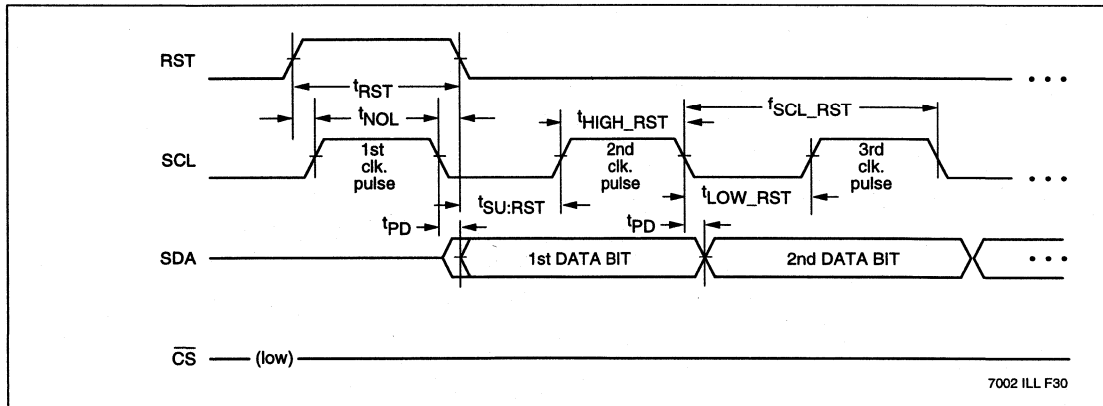 RST
tRST
tNOL
tHIGH_RST
fSCL_RST
SCL
1st clk. pulse
2nd clk. pulse
3rd clk. pulse
tSU:RST
tLOW_RST
tPD
tPD
SDA
1st DATA BIT
2nd DATA BIT
CS
(low)
7002 ILL F30